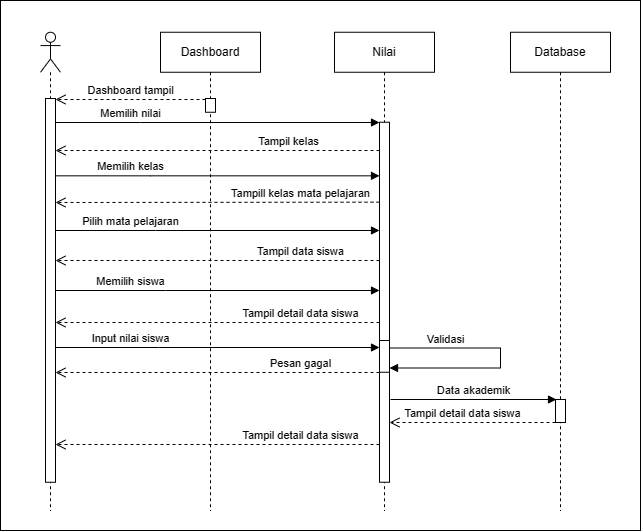 Dashboard
Nilai
Database
Dashboard tampil
Memilih nilai
Tampil kelas
Memilih kelas
Tampill kelas mata pelajaran
Pilih mata pelajaran
Tampil data siswa
Memilih siswa
Tampil detail data siswa
Input nilai siswa
Validasi
Pesan gagal
Data akademik
Tampil detail data siswa
Tampil detail data siswa